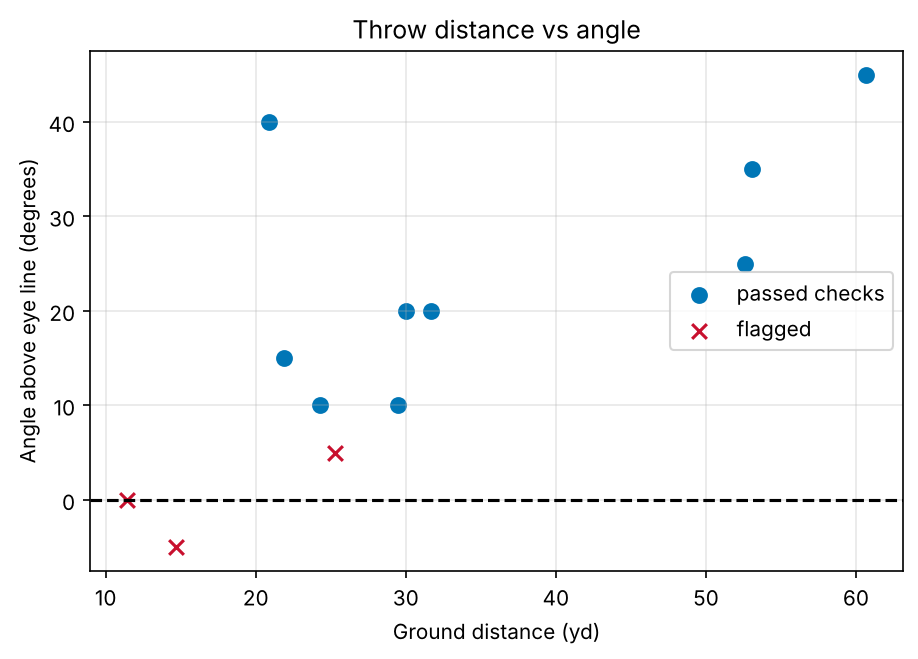 Throw distance vs angle
Angle above eye line (degrees)
40
30
20
10
0
passed checks
flagged
10 20 30 40 50 60
Ground distance (yd)